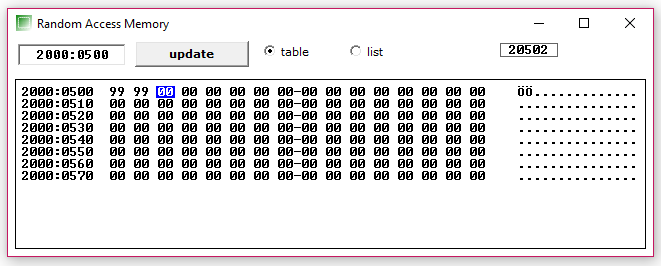 Random Access Memory
2000:0500 update table list 20502
2000:0500 99 99 00 00 00 00 00 00-00 00 00 00 00 00 00 00 ÖÖ..............
2000:0510 00 00 00 00 00 00 00 00-00 00 00 00 00 00 00 00 ................
2000:0520 00 00 00 00 00 00 00 00-00 00 00 00 00 00 00 00 ................
2000:0530 00 00 00 00 00 00 00 00-00 00 00 00 00 00 00 00 ................
2000:0540 00 00 00 00 00 00 00 00-00 00 00 00 00 00 00 00 ................
2000:0550 00 00 00 00 00 00 00 00-00 00 00 00 00 00 00 00 ................
2000:0560 00 00 00 00 00 00 00 00-00 00 00 00 00 00 00 00 ................
2000:0570 00 00 00 00 00 00 00 00-00 00 00 00 00 00 00 00 ................